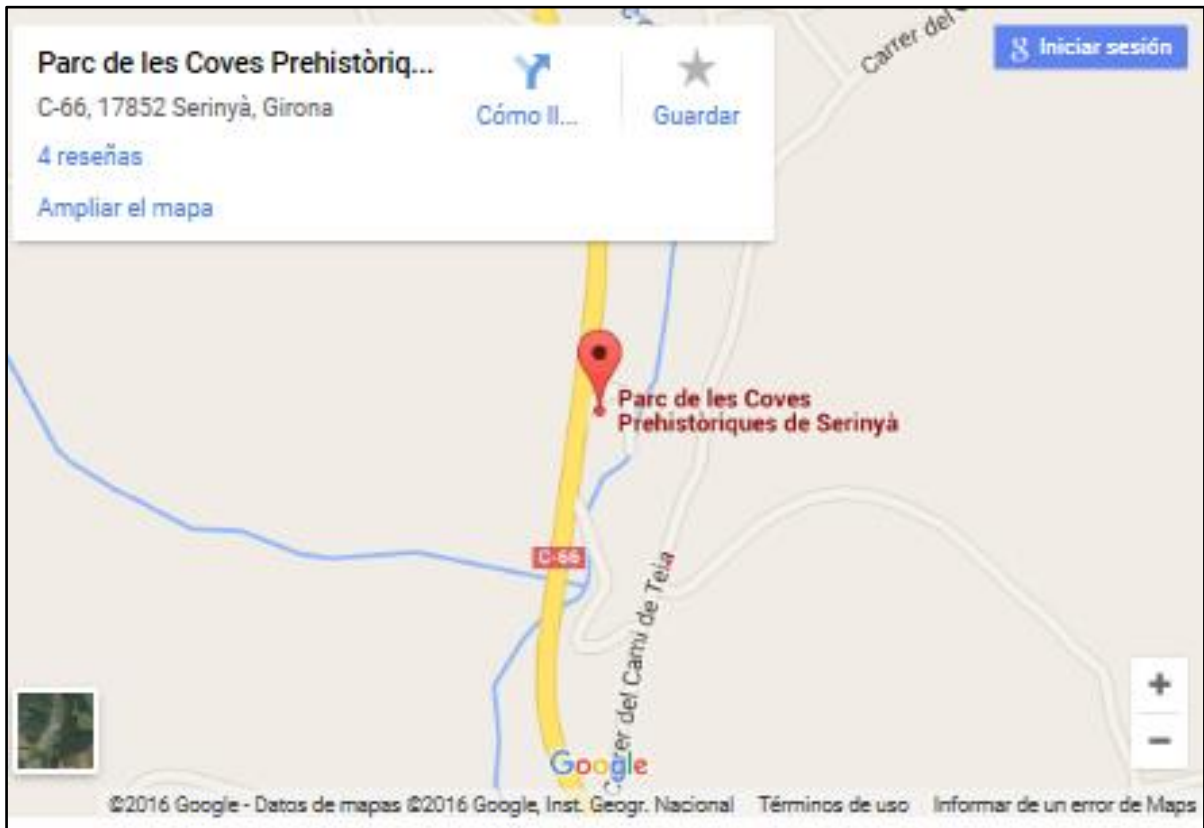 Parc de les Coves Prehistòriq...
C-66, 17852 Serinyà, Girona
4 reseñas
Ampliar el mapa
Cómo ll...
Guardar
Carrer del
g Iniciar sesión
Parc de les Coves
Prehistòriques de Serinyà
C-66
Carrer del Camí de Teia
Google
+
−
©2016 Google - Datos de mapas ©2016 Google, Inst. Geogr. Nacional Términos de uso Informar de un error de Maps